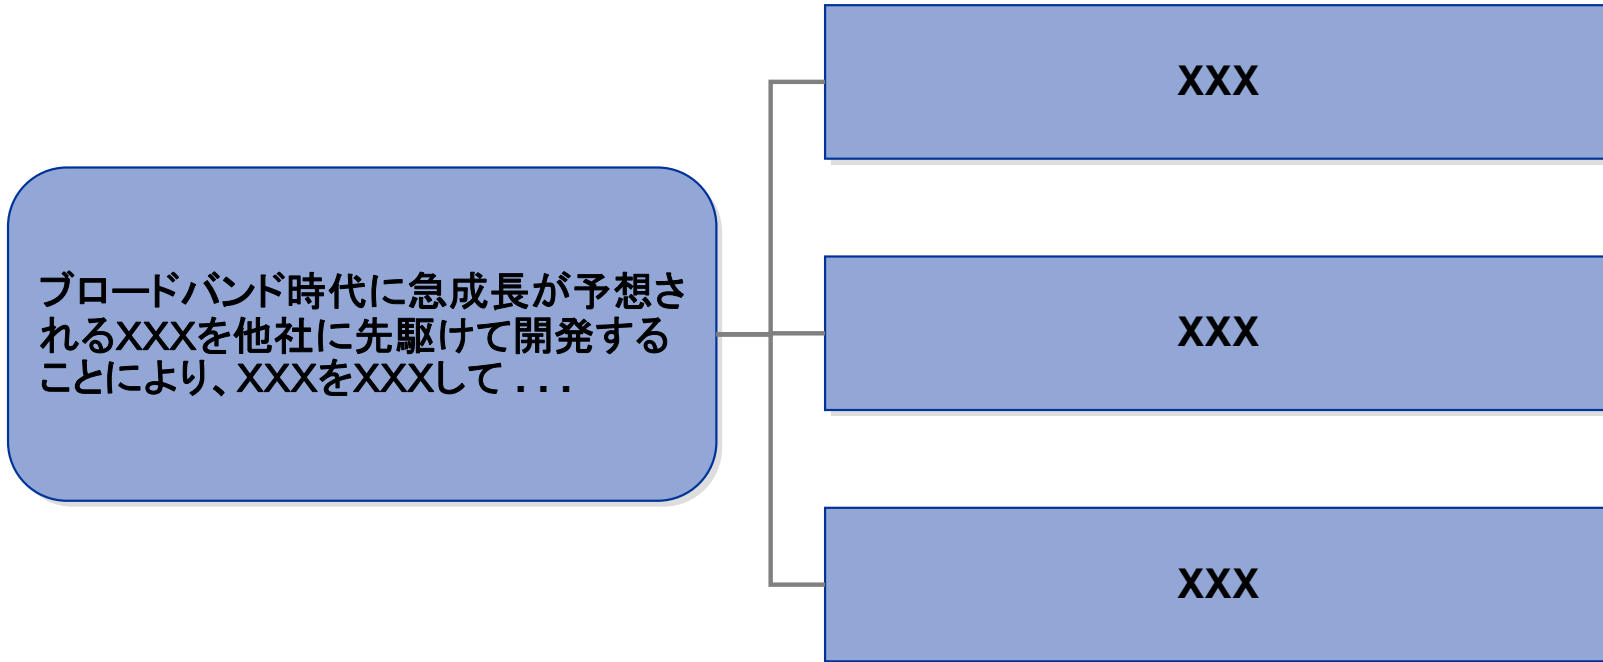 XXX
ブロードバンド時代に急成長が予想さ
れるXXXを他社に先駆けて開発する
ことにより、XXXをXXXして . . .
XXX
XXX